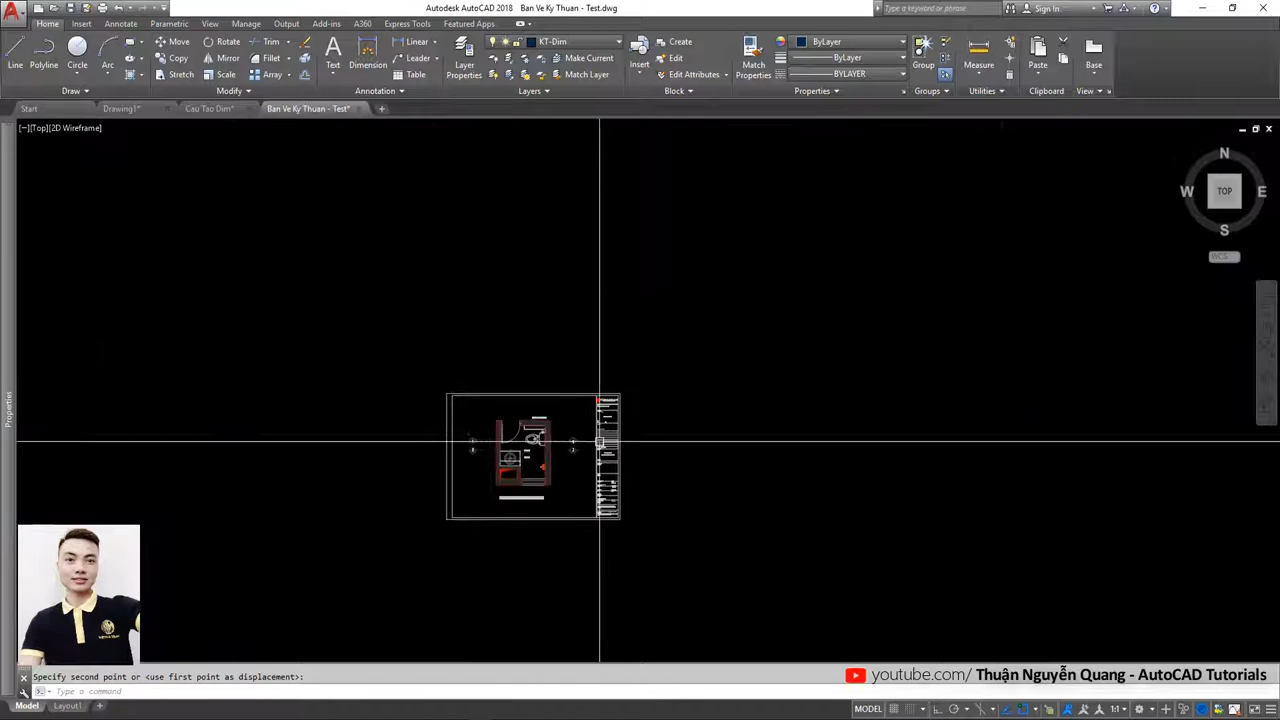 Autodesk AutoCAD 2018 Ban Ve Ky Thuan - Test.dwg
Type a keyword or phrase
Sign In
Home Insert Annotate Parametric View Manage Output Add-ins A360 Express Tools Featured Apps
Line Polyline Circle Arc
Move Rotate Trim
Copy Mirror Fillet
Stretch Scale Array
Text Dimension
Linear
Leader
Table
Layer Properties
KT-Dim
Make Current
Match Layer
Insert
Create
Edit
Edit Attributes
Match Properties
ByLayer
ByLayer
BYLAYER
Group
Measure
Paste
Base
Draw Modify Annotation Layers Block Properties Groups Utilities Clipboard View
Start Drawing1* Cau Tao Dim* Ban Ve Ky Thuan - Test*
[−][Top][2D Wireframe]
N
W TOP E
S
WCS
Properties
Specify second point or <use first point as displacement>:
Type a command
youtube.com/ Thuận Nguyễn Quang - AutoCAD Tutorials
Model Layout1 +
MODEL 1:1